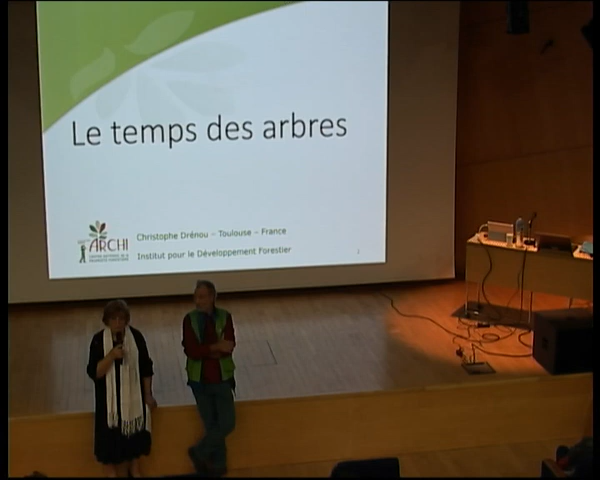 Le temps des arbres
ARCHI
Christophe Drénou – Toulouse – France
Institut pour le Développement Forestier